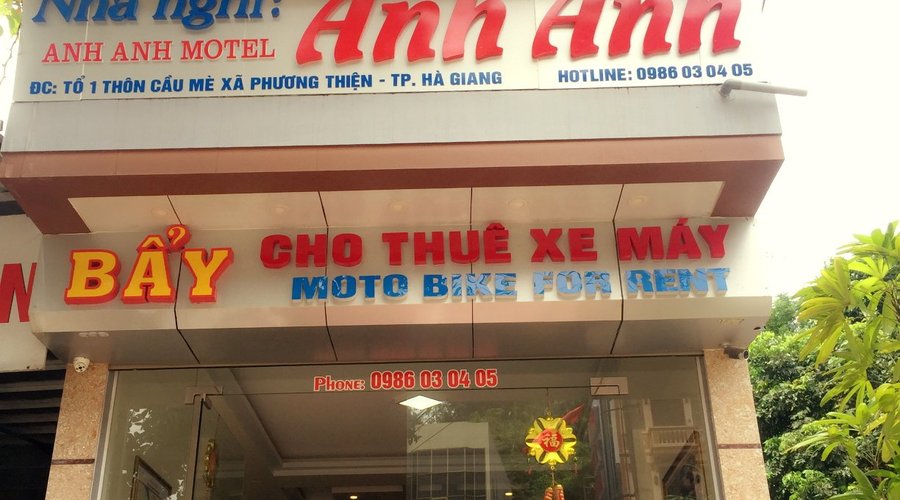 Nhà nghỉ: Anh Anh
ANH ANH MOTEL
ĐC: TỔ 1 THÔN CẦU MÈ XÃ PHƯƠNG THIỆN - TP. HÀ GIANG HOTLINE: 0986 03 04 05
BẨY CHO THUÊ XE MÁY
MOTO BIKE FOR RENT
N
PHONE: 0986 03 04 05
福